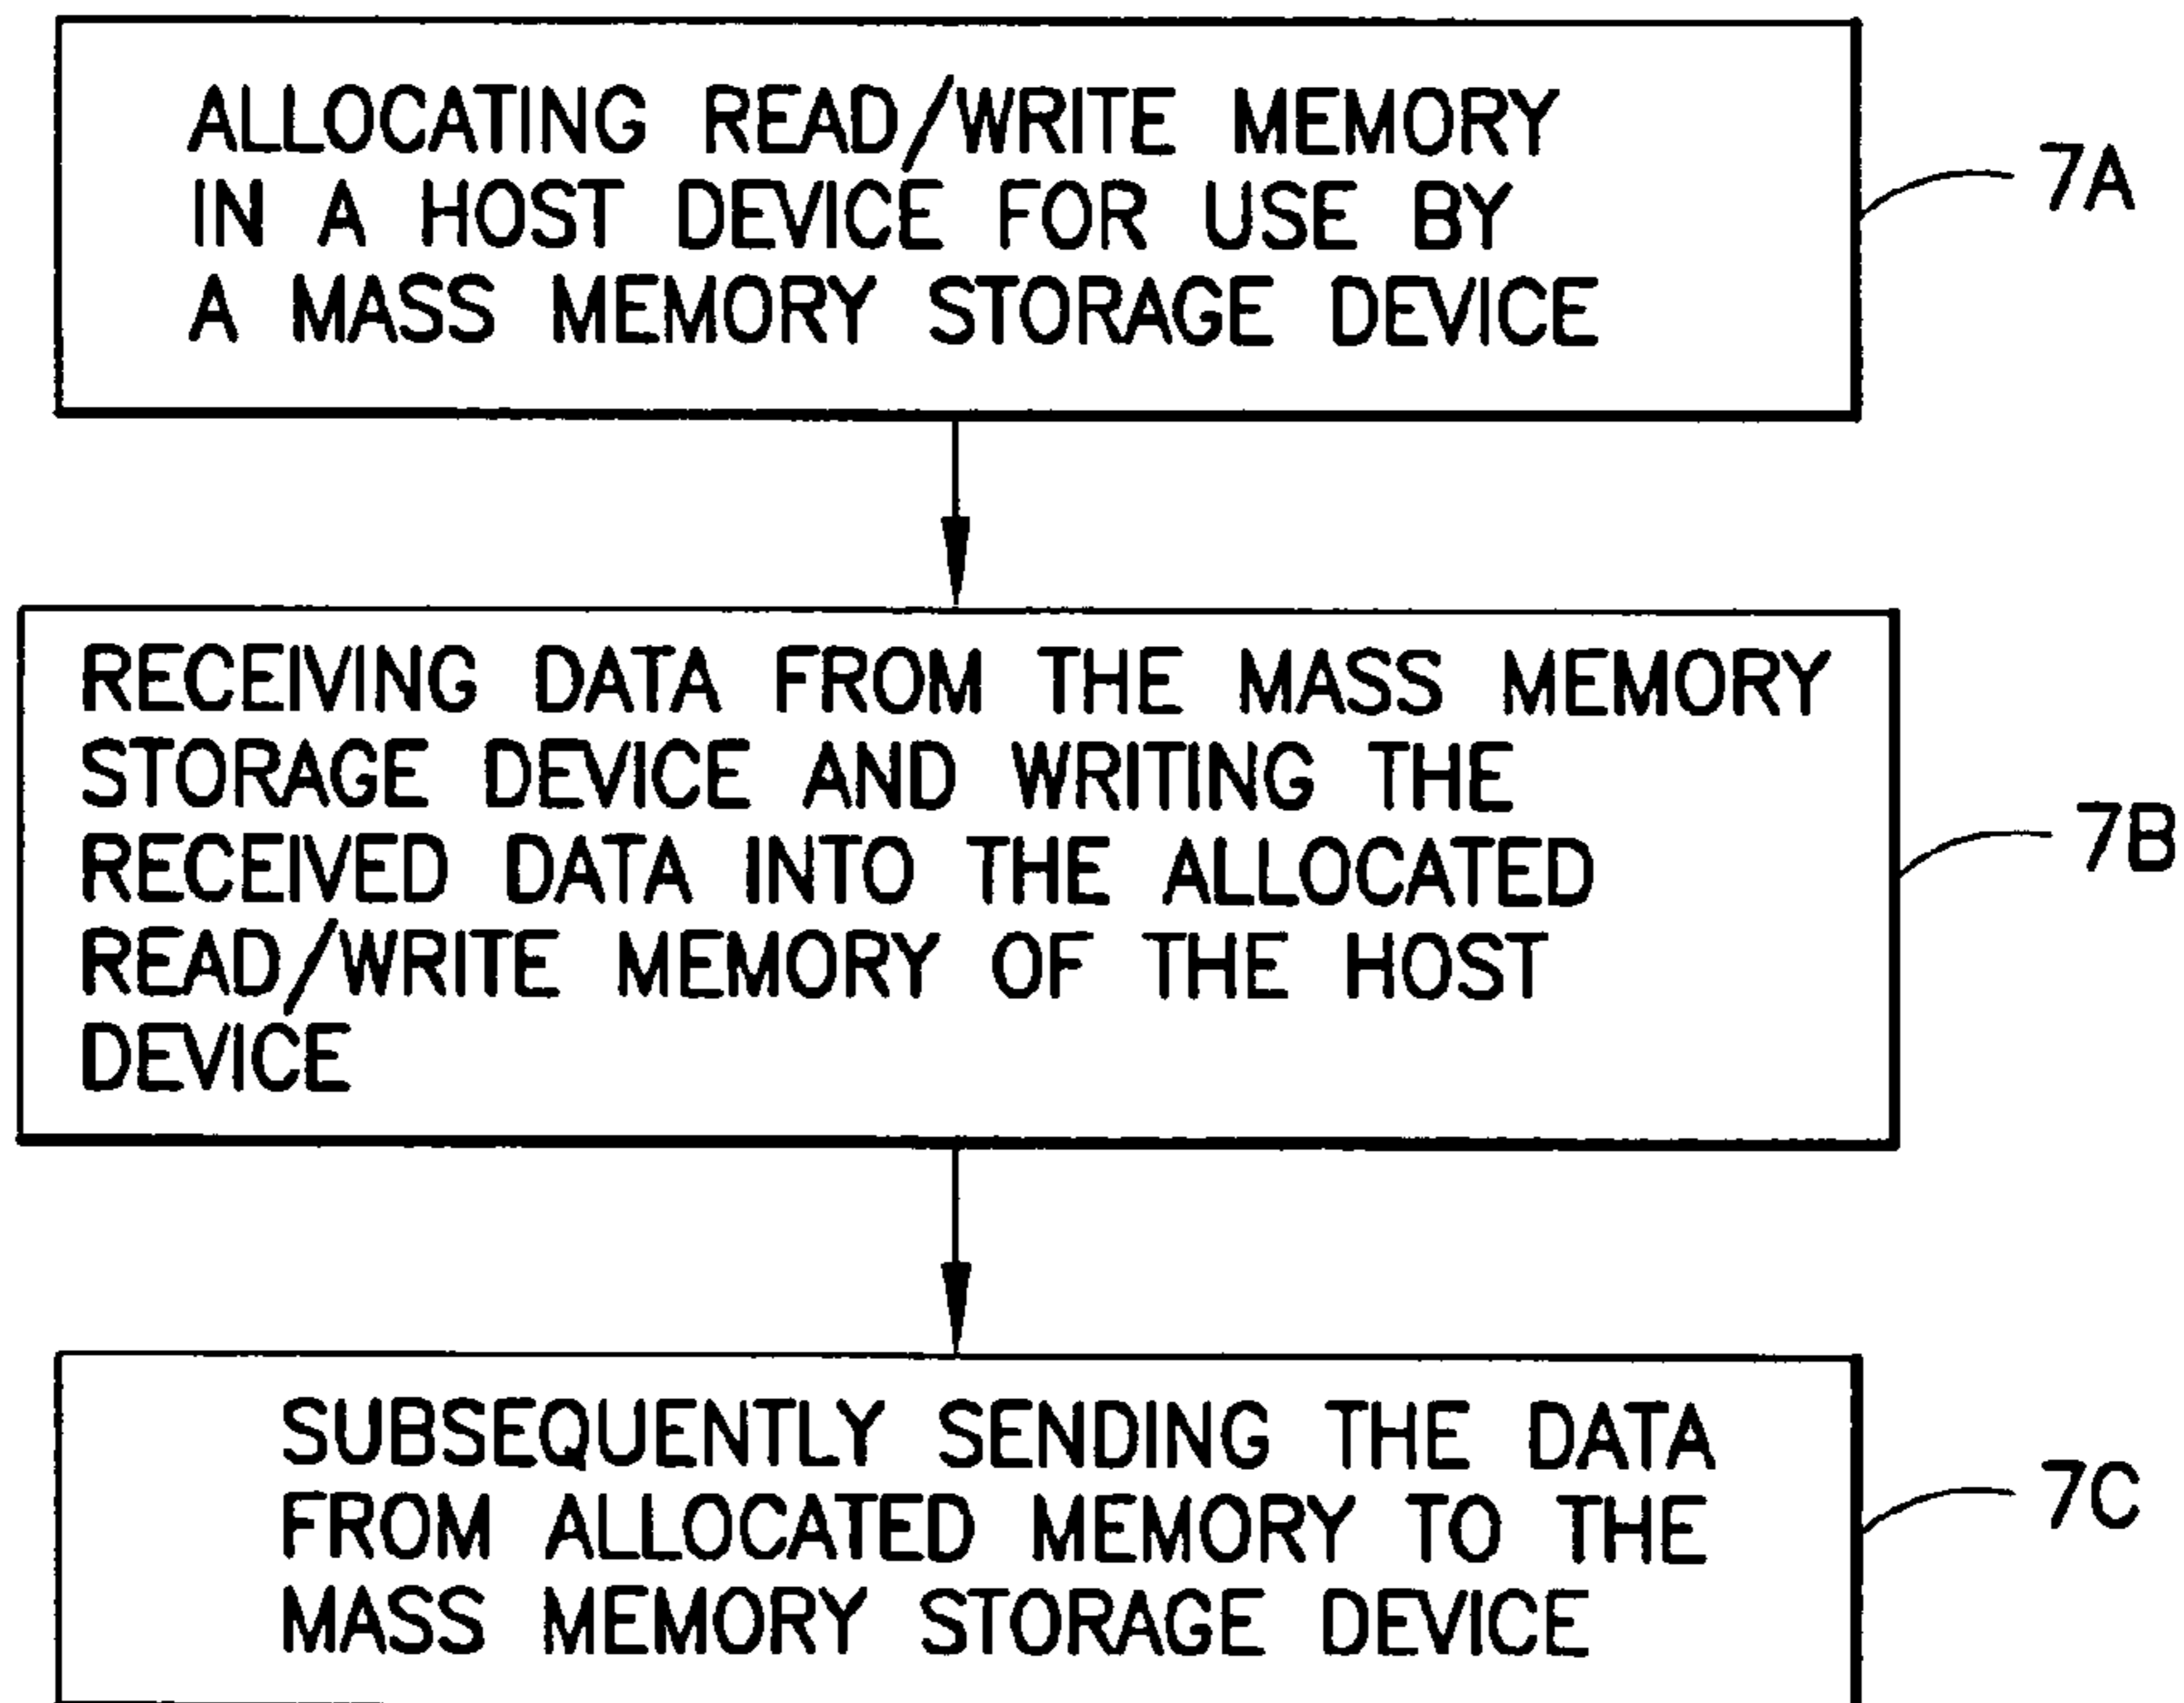 ALLOCATING READ/WRITE MEMORY
IN A HOST DEVICE FOR USE BY
A MASS MEMORY STORAGE DEVICE
7A
RECEIVING DATA FROM THE MASS MEMORY
STORAGE DEVICE AND WRITING THE
RECEIVED DATA INTO THE ALLOCATED
READ/WRITE MEMORY OF THE HOST
DEVICE
7B
SUBSEQUENTLY SENDING THE DATA
FROM ALLOCATED MEMORY TO THE
MASS MEMORY STORAGE DEVICE
7C